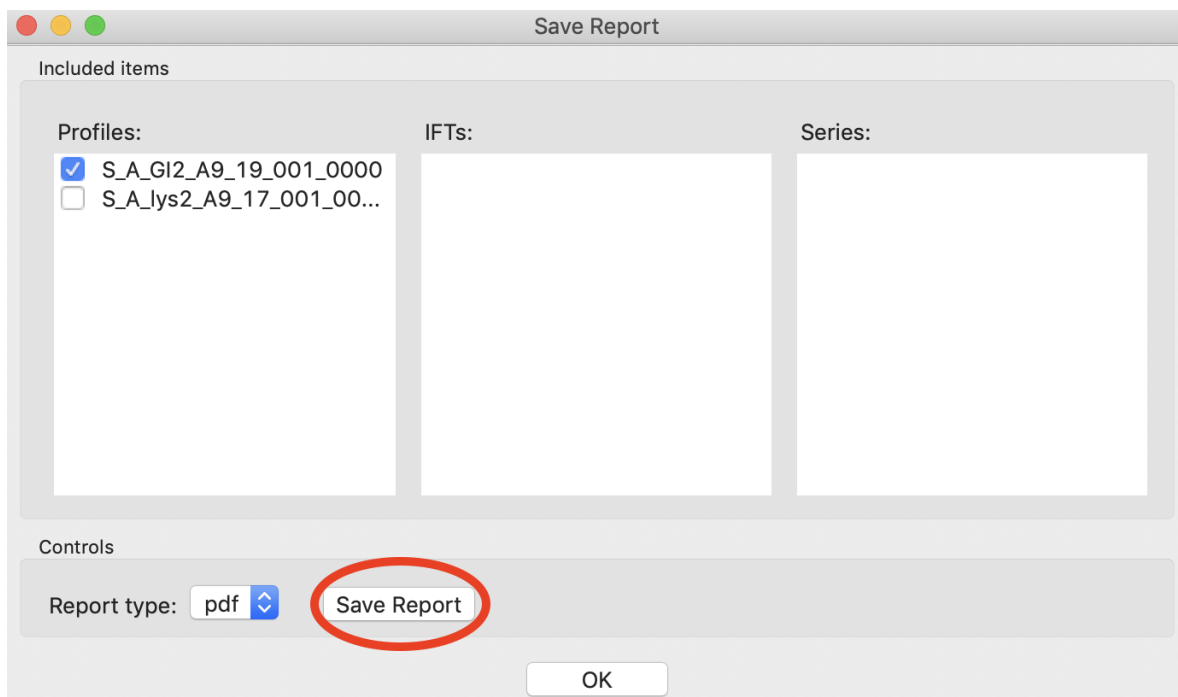 Save Report
Included items
Profiles:
IFTs:
Series:
S_A_GI2_A9_19_001_0000
S_A_lys2_A9_17_001_00...
Controls
Report type:
pdf
Save Report
OK